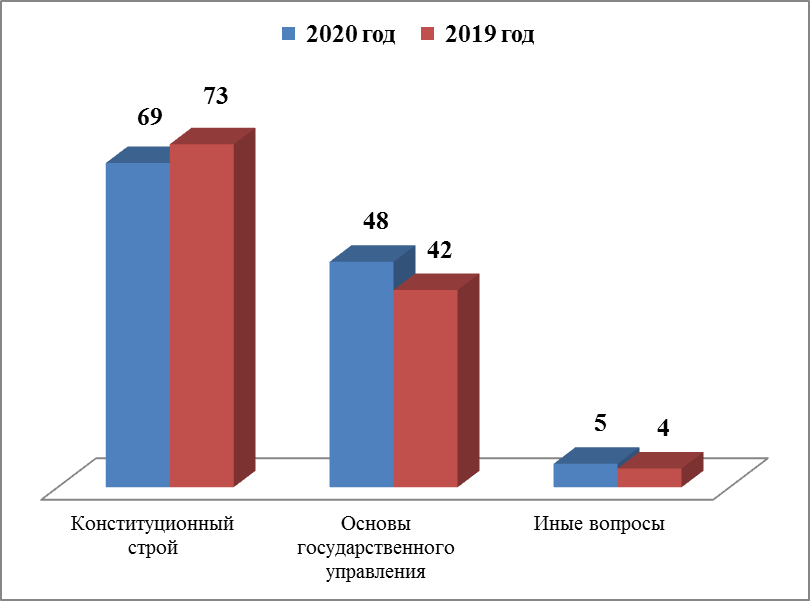 2020 год 2019 год
69
73
48
42
5
4
Конституционный
строй
Основы
государственного
управления
Иные вопросы